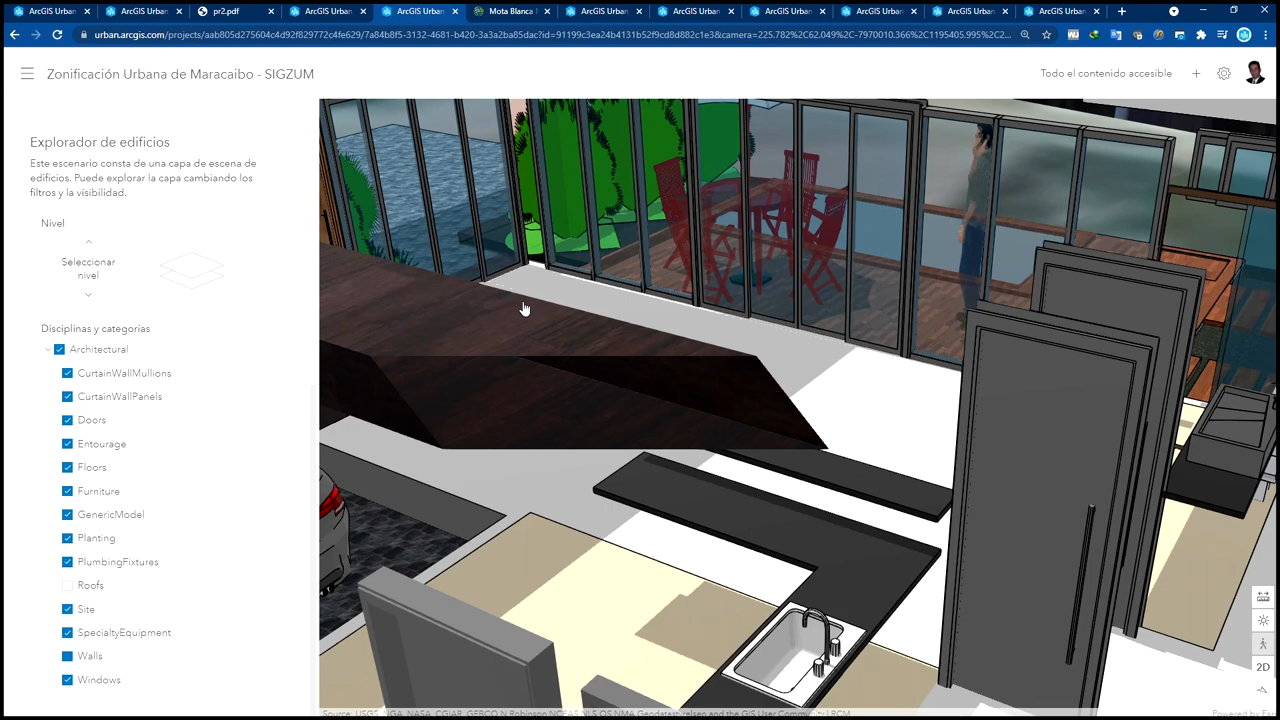 ArcGIS Urban
pr2.pdf
ArcGIS Urban
ArcGIS Urban
Mota Blanca
ArcGIS Urban
ArcGIS Urban
ArcGIS Urban
ArcGIS Urban
ArcGIS Urban
ArcGIS Urban
urban.arcgis.com/projects/aab805d275604c4d92f829772c4fe629/7a84b8f5-3132-4681-b420-3a3a2ba85dac?id=91199c3ea24b4131b52f9cd8d882c1e3&camera=225.782%2C62.049%2C-7970010.366%2C1195405.995%2C2...
Zonificación Urbana de Maracaibo - SIGZUM
Todo el contenido accesible
Explorador de edificios
Este escenario consta de una capa de escena de
edificios. Puede explorar la capa cambiando los
filtros y la visibilidad.
Nivel
Seleccionar
nivel
Disciplinas y categorías
Architectural
CurtainWallMullions
CurtainWallPanels
Doors
Entourage
Floors
Furniture
GenericModel
Planting
PlumbingFixtures
Roofs
Site
SpecialtyEquipment
Walls
Windows
2D